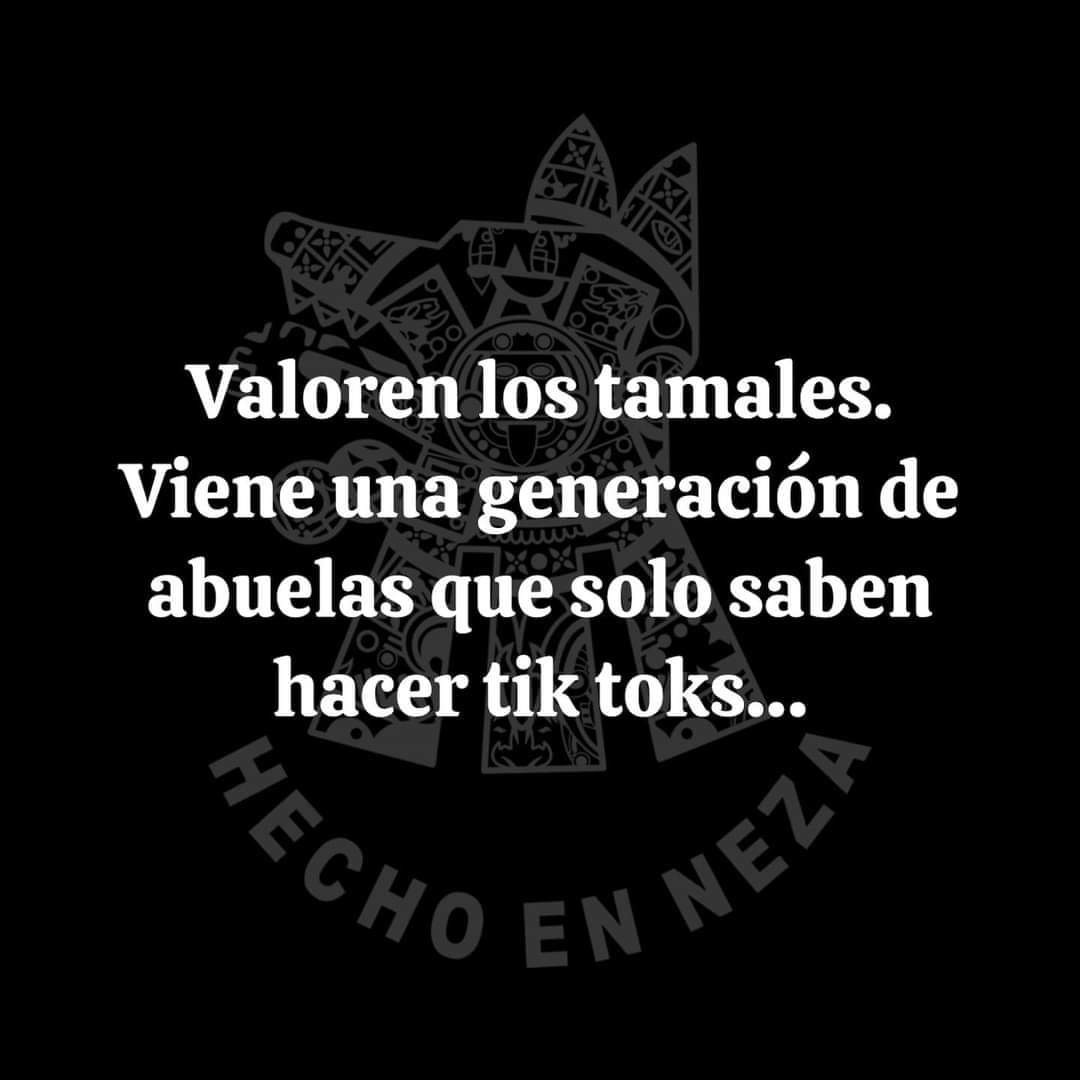 Valoren los tamales.
Viene una generación de
abuelas que solo saben
hacer tik toks...
HECHO EN NEZA